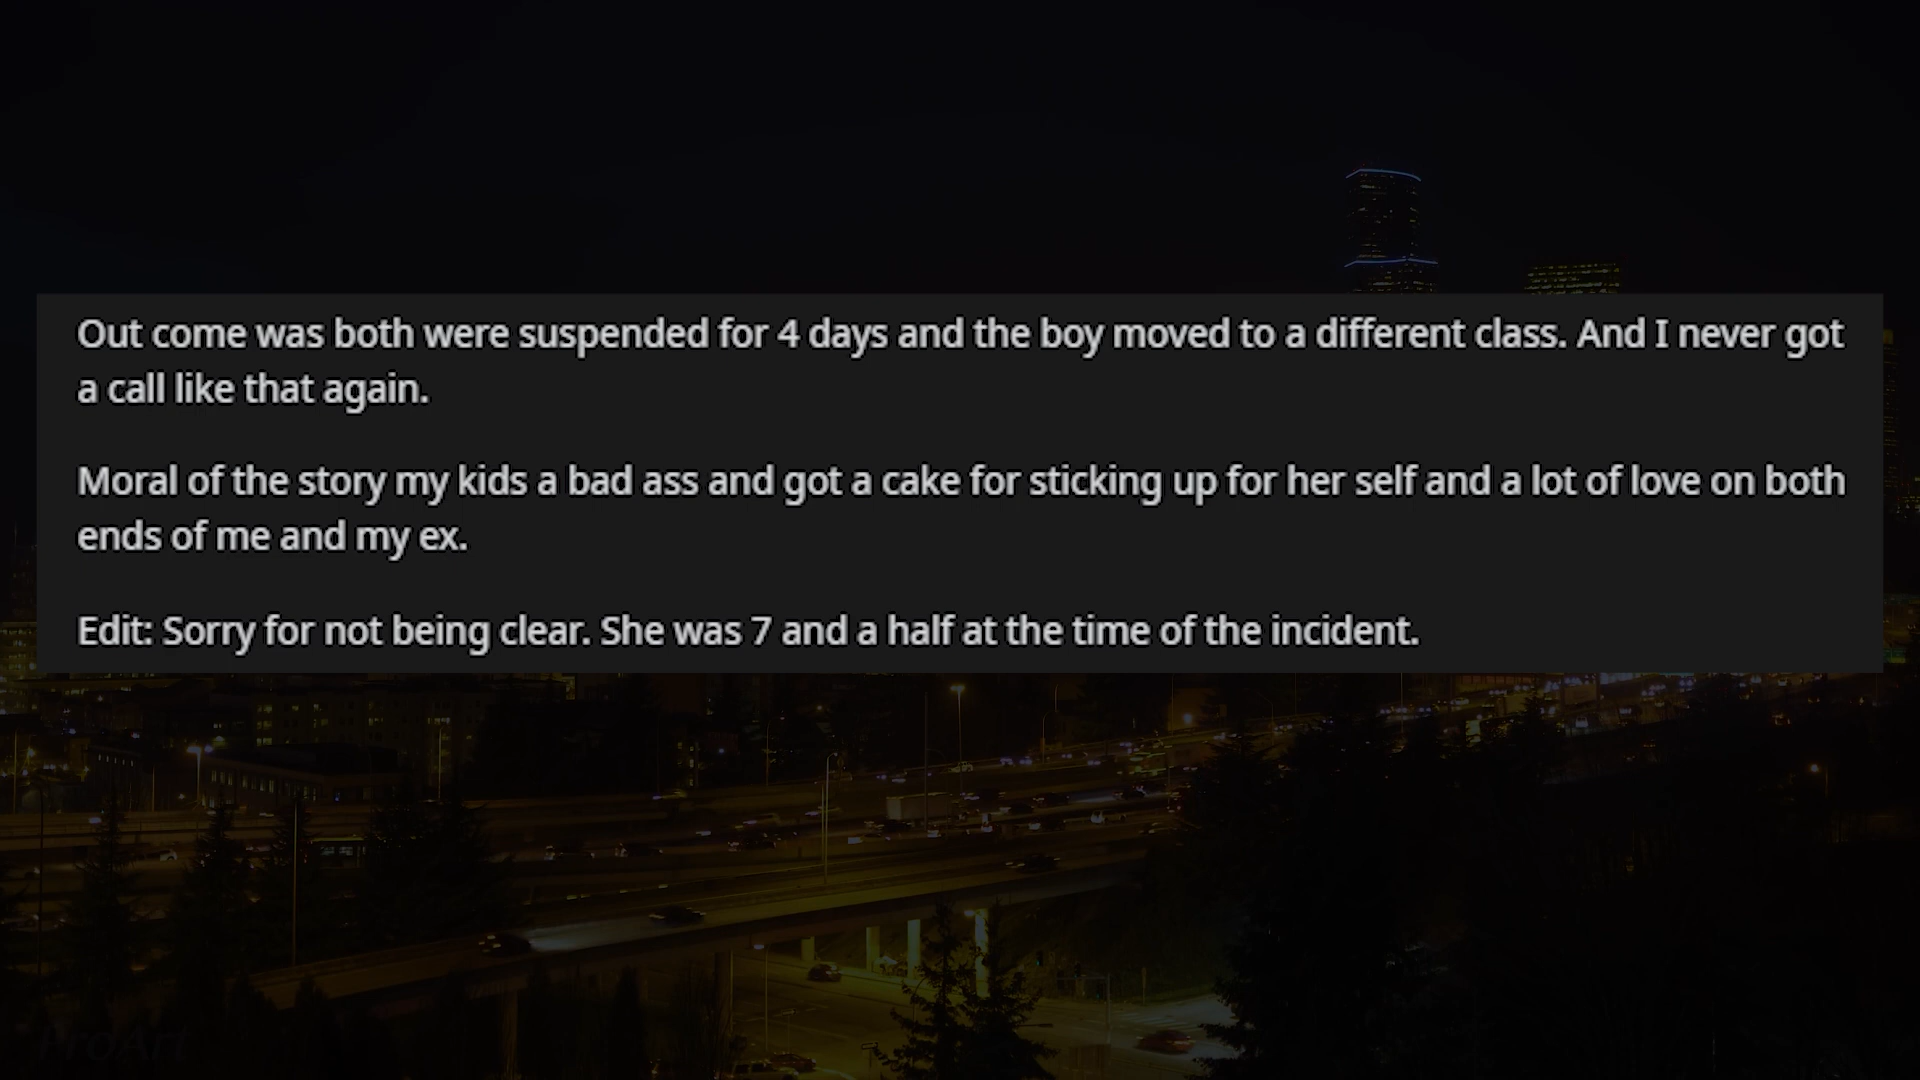 Out come was both were suspended for 4 days and the boy moved to a different class. And I never got
a call like that again.
Moral of the story my kids a bad ass and got a cake for sticking up for her self and a lot of love on both
ends of me and my ex.
Edit: Sorry for not being clear. She was 7 and a half at the time of the incident.
ProArt